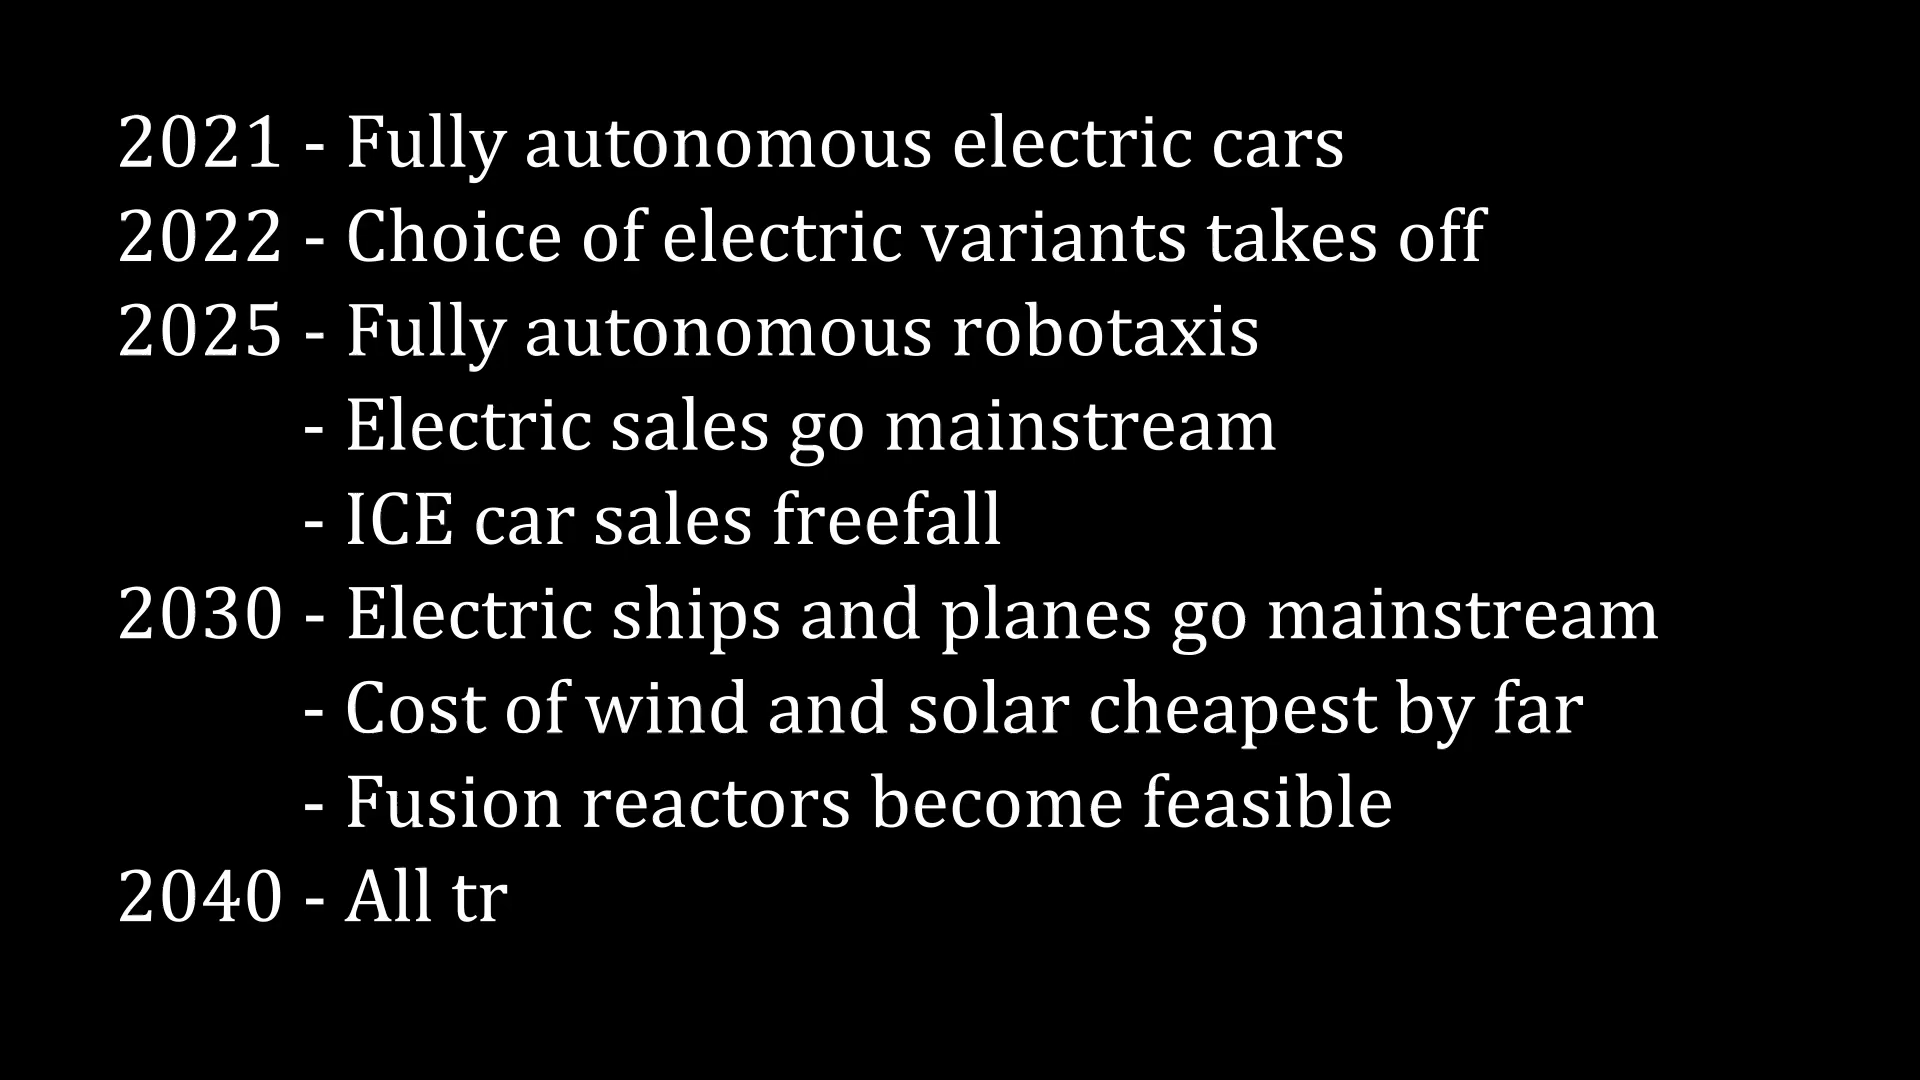 2021 - Fully autonomous electric cars
2022 - Choice of electric variants takes off
2025 - Fully autonomous robotaxis
- Electric sales go mainstream
- ICE car sales freefall
2030 - Electric ships and planes go mainstream
- Cost of wind and solar cheapest by far
- Fusion reactors become feasible
2040 - All tr